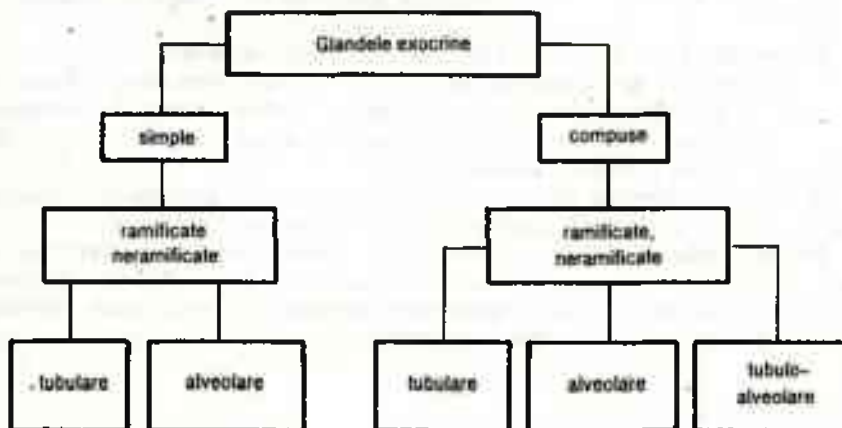 Glandele exocrine
simple
compuse
ramificate
neramificate
ramificate,
neramificate
tubulare
alveolare
tubulare
alveolare
tubulo-
alveolare